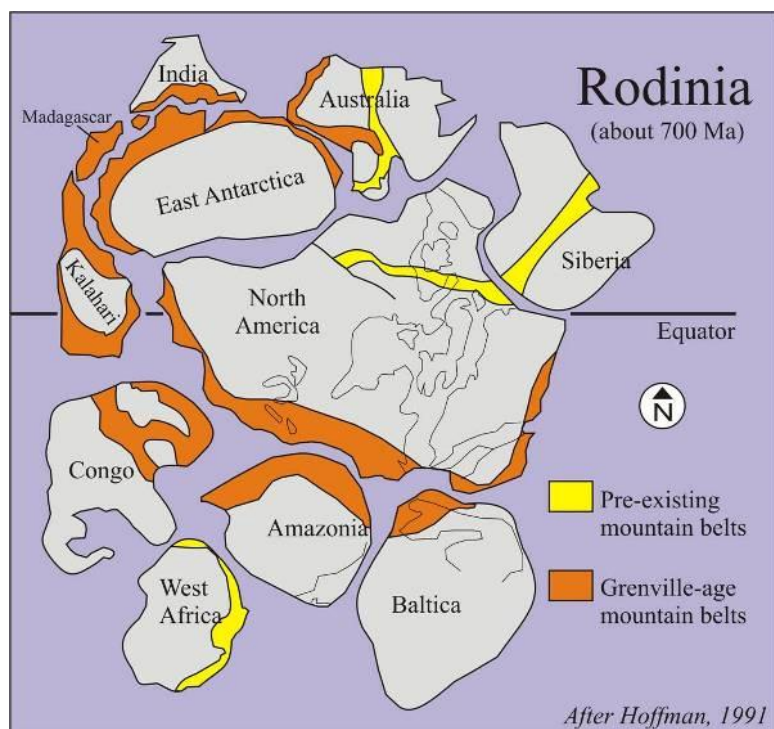 Rodinia
(about 700 Ma)
India
Madagascar
Australia
East Antarctica
Siberia
Kalahari
North
America
Equator
N
Congo
Amazonia
West
Africa
Baltica
Pre-existing
mountain belts
Grenville-age
mountain belts
After Hoffman, 1991